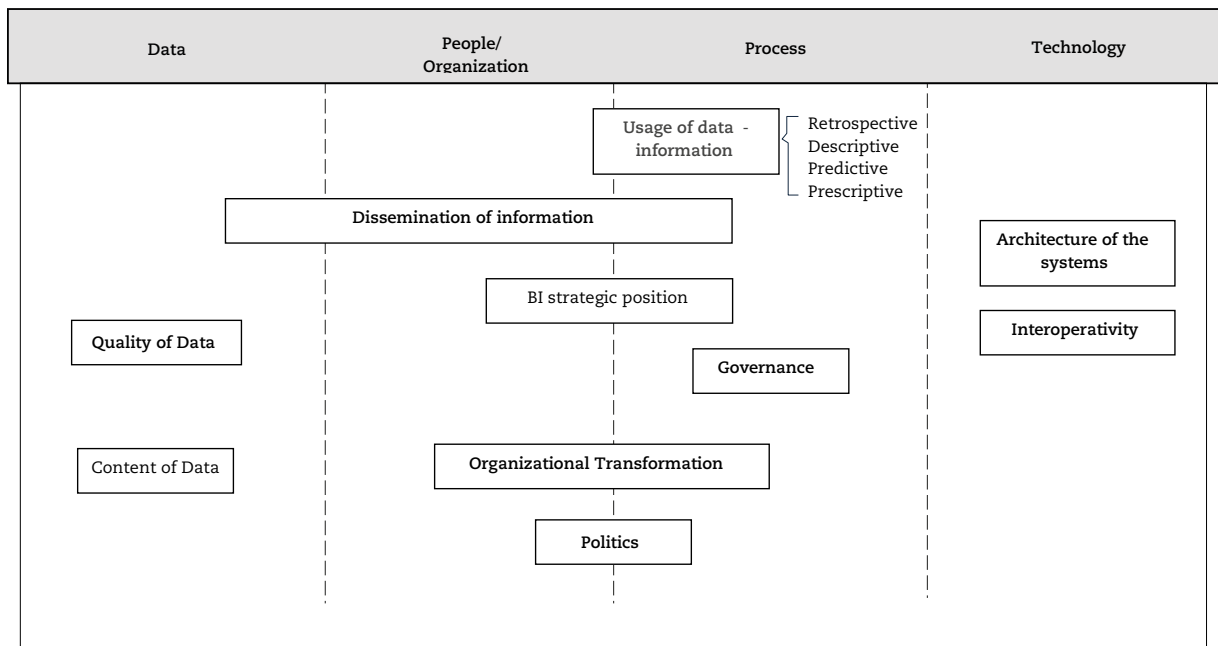 Data
People/
Organization
Process
Technology
Usage of data -
information
Retrospective
Descriptive
Predictive
Prescriptive
Dissemination of information
Architecture of the
systems
BI strategic position
Interoperativity
Quality of Data
Governance
Content of Data
Organizational Transformation
Politics